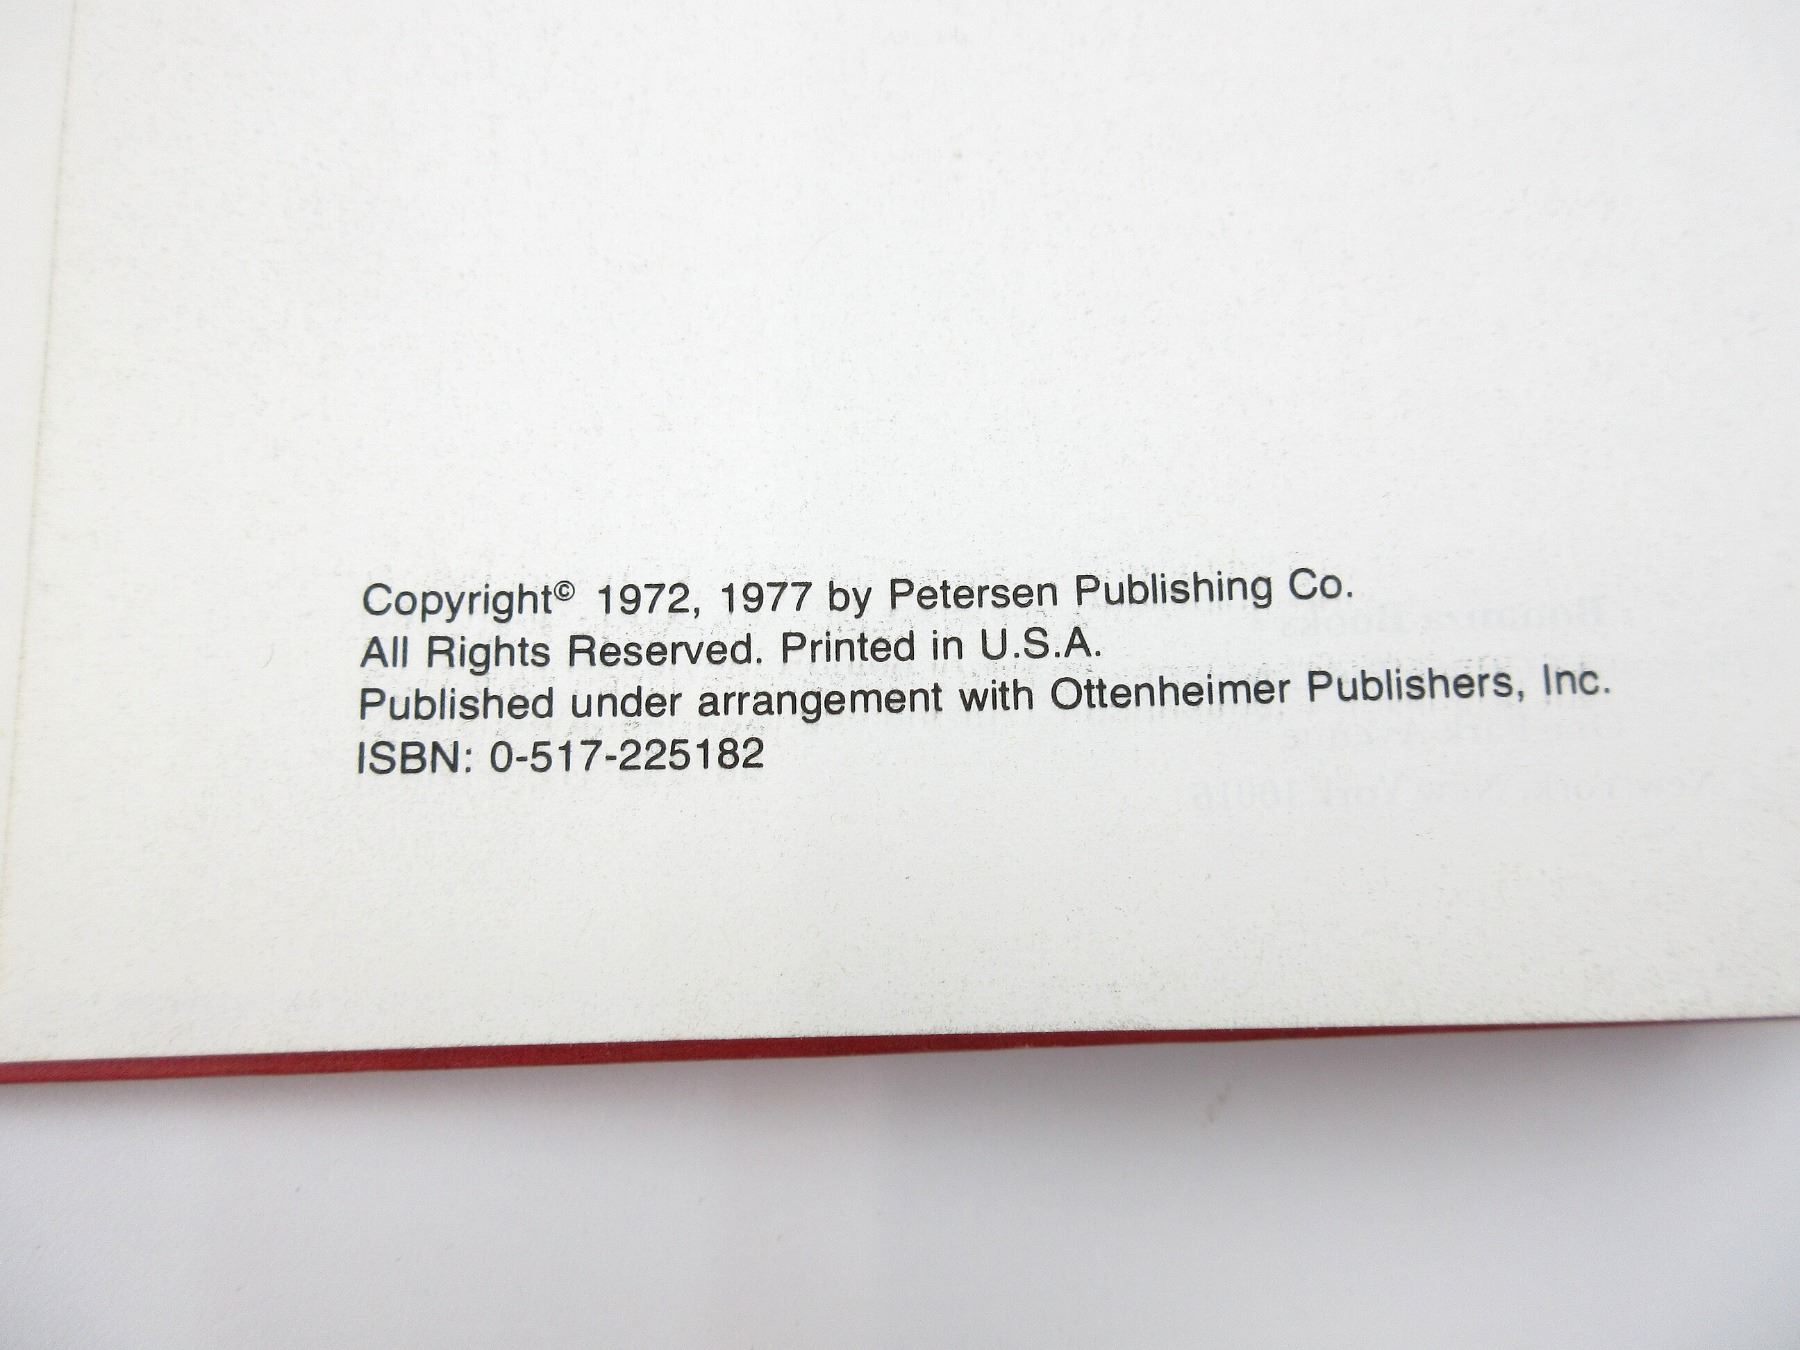 Copyright© 1972, 1977 by Petersen Publishing Co.
All Rights Reserved. Printed in U.S.A.
Published under arrangement with Ottenheimer Publishers, Inc.
ISBN: 0-517-225182